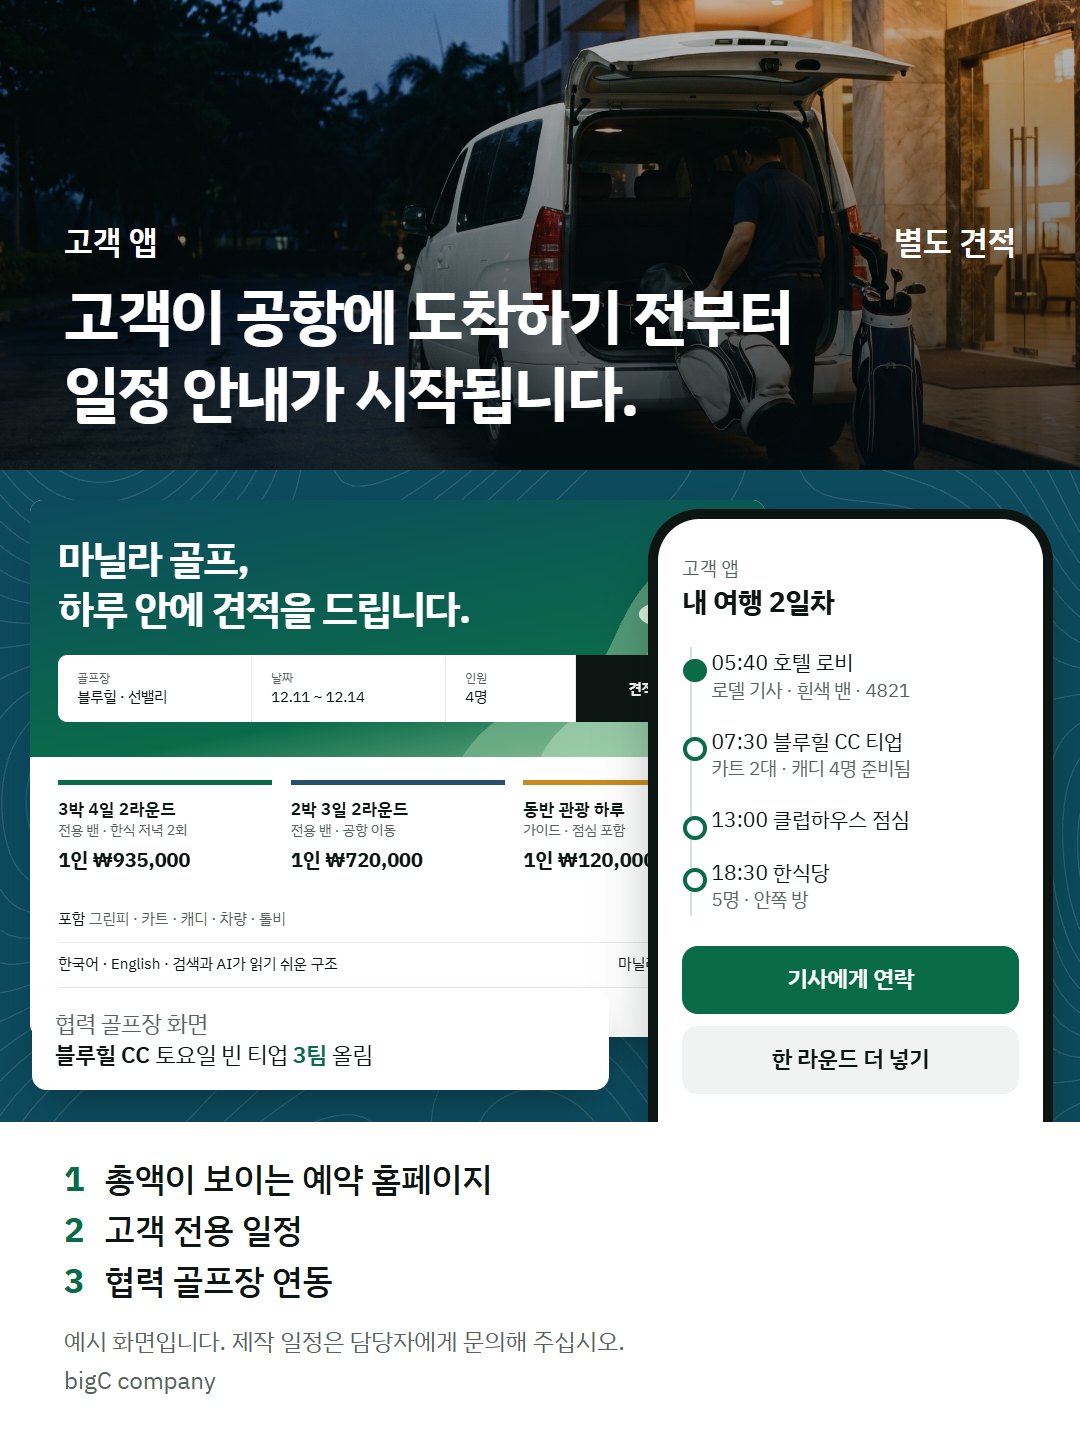 고객 앱
별도 견적
고객이 공항에 도착하기 전부터
일정 안내가 시작됩니다.
마닐라 골프,
하루 안에 견적을 드립니다.
골프장
블루힐 · 선밸리
날짜
12.11 ~ 12.14
인원
4명
3박 4일 2라운드
전용 밴 · 한식 저녁 2회
1인 ₩935,000
2박 3일 2라운드
전용 밴 · 공항 이동
1인 ₩720,000
동반 관광 하루
가이드 · 점심 포함
1인 ₩120,000
포함 그린피 · 카트 · 캐디 · 차량 · 톨비
한국어 · English · 검색과 AI가 읽기 쉬운 구조
협력 골프장 화면
블루힐 CC 토요일 빈 티업 3팀 올림
고객 앱
내 여행 2일차
05:40 호텔 로비
로델 기사 · 흰색 밴 · 4821
07:30 블루힐 CC 티업
카트 2대 · 캐디 4명 준비됨
13:00 클럽하우스 점심
18:30 한식당
5명 · 안쪽 방
기사에게 연락
한 라운드 더 넣기
1 총액이 보이는 예약 홈페이지
2 고객 전용 일정
3 협력 골프장 연동
예시 화면입니다. 제작 일정은 담당자에게 문의해 주십시오.
bigC company